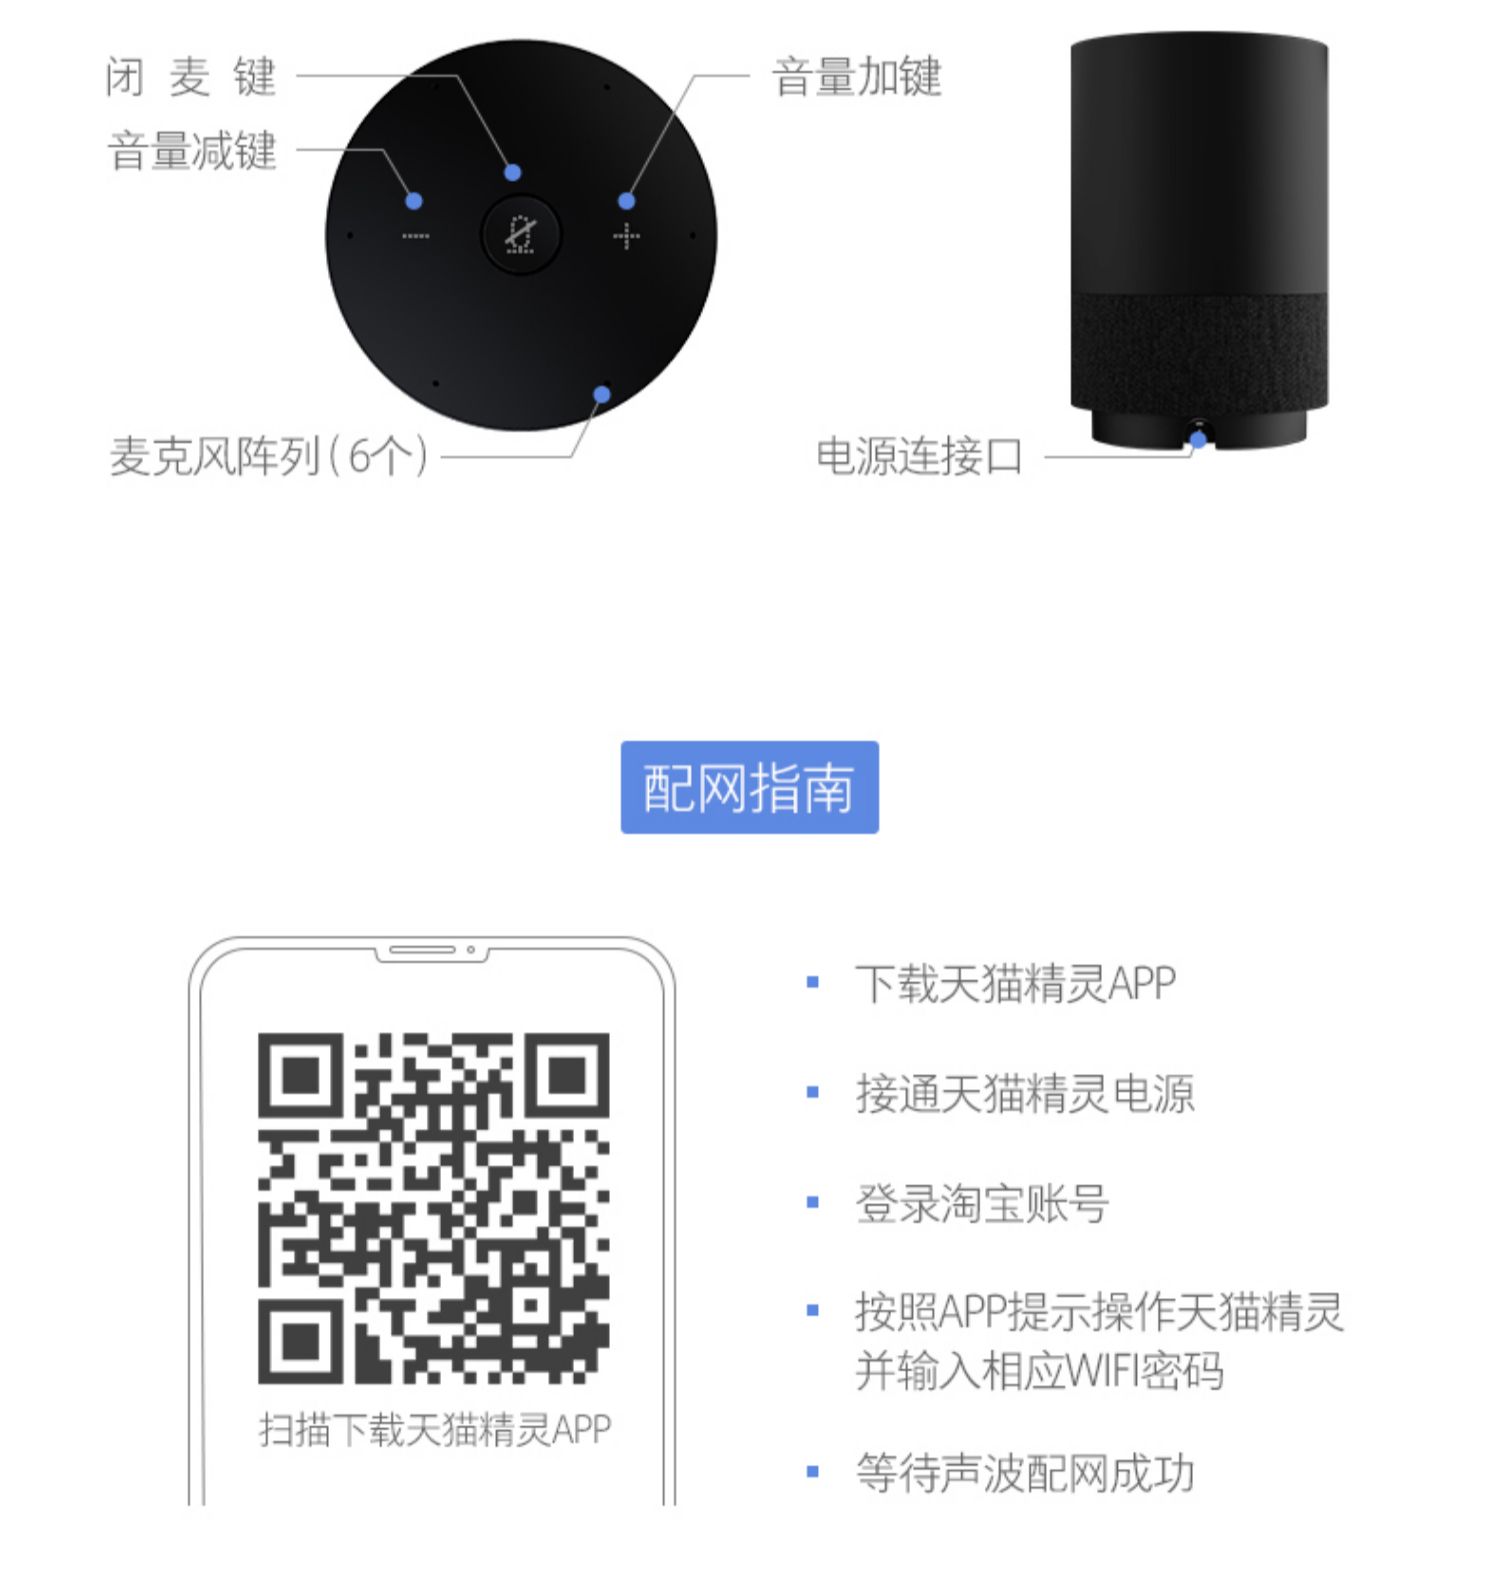 闭麦键
音量减键
音量加键
麦克风阵列(6个)
电源连接口
配网指南
扫描下载天猫精灵APP
下载天猫精灵APP
接通天猫精灵电源
登录淘宝账号
按照APP提示操作天猫精灵
并输入相应WIFI密码
等待声波配网成功